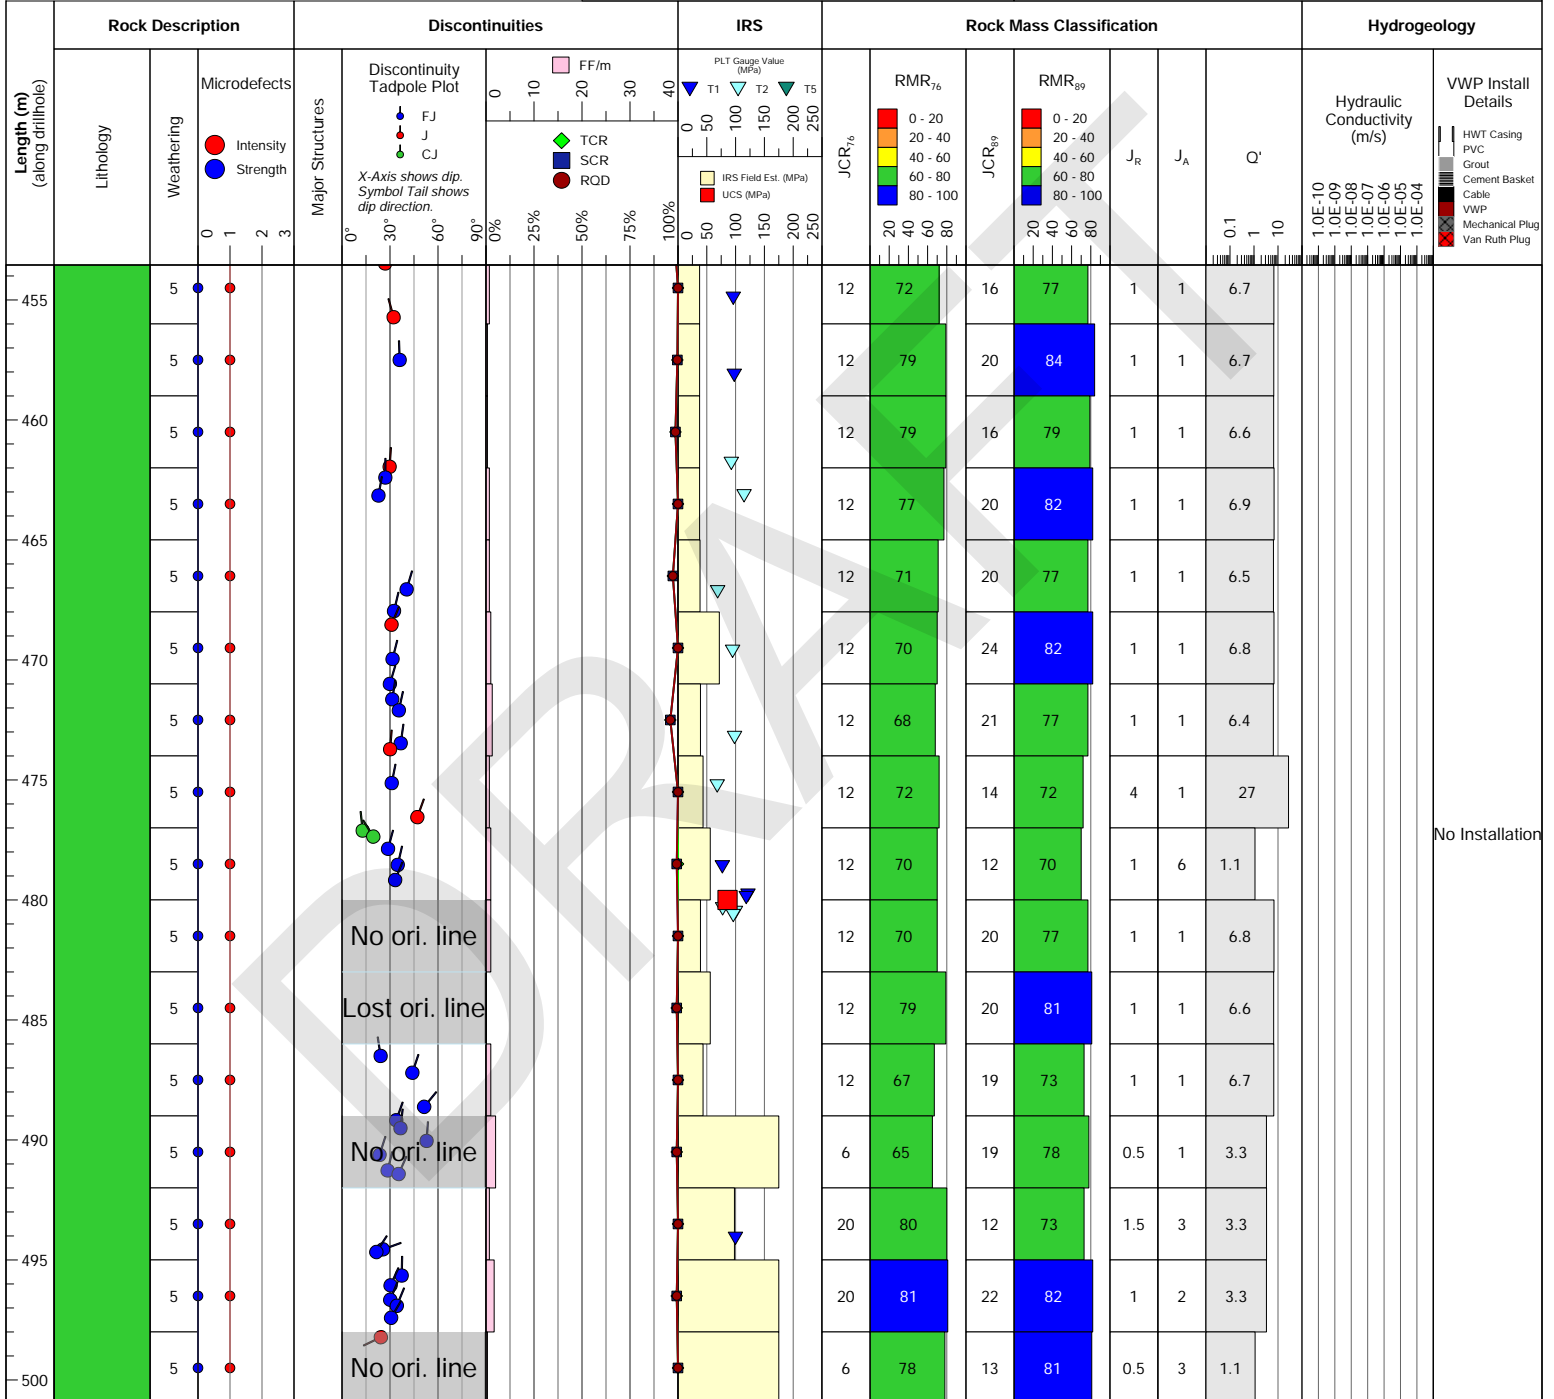 Rock Description Discontinuities IRS Rock Mass Classification Hydrogeology
Length (m)
(along drillhole)
Lithology
Weathering
Microdefects
Intensity
Strength
0 1 2 3
Major Structures
Discontinuity
Tadpole Plot
FJ
J
CJ
X-Axis shows dip.
Symbol Tail shows
dip direction.
0° 30° 60° 90°
FF/m
0 10 20 30 40
TCR
SCR
RQD
0% 25% 50% 75% 100%
PLT Gauge Value
(MPa)
T1 T2 T5
0 50 100 150 200 250
IRS Field Est. (MPa)
UCS (MPa)
0 50 100 150 200 250
JCR76
RMR76
0 - 20
20 - 40
40 - 60
60 - 80
80 - 100
20 40 60 80
JCR89
RMR89
0 - 20
20 - 40
40 - 60
60 - 80
80 - 100
20 40 60 80
JR
JA
Q'
0.1 1 10
Hydraulic
Conductivity
(m/s)
1.0E-10 1.0E-09 1.0E-08 1.0E-07 1.0E-06 1.0E-05 1.0E-04
VWP Install
Details
HWT Casing
PVC
Grout
Cement Basket
Cable
VWP
Mechanical Plug
Van Ruth Plug
455 5 12 72 16 77 1 1 6.7
5 12 79 20 84 1 1 6.7
460 5 12 79 16 79 1 1 6.6
5 12 77 20 82 1 1 6.9
465
5 12 71 20 77 1 1 6.5
470 5 12 70 24 82 1 1 6.8
5 12 68 21 77 1 1 6.4
475 5 12 72 14 72 4 1 27
No Installation
5 12 70 12 70 1 6 1.1
480
5 No ori. line 12 70 20 77 1 1 6.8
485 5 Lost ori. line 12 79 20 81 1 1 6.6
5 12 67 19 73 1 1 6.7
490 5 No ori. line 6 65 19 78 0.5 1 3.3
5 20 80 12 73 1.5 3 3.3
495
5 20 81 22 82 1 2 3.3
500 5 No ori. line 6 78 13 81 0.5 3 1.1
DRAFT